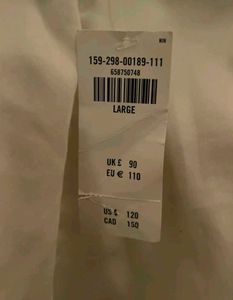 159-298-00189-111
658750748
LARGE
UK £ 90
EU € 110
US $ 120
CAD 150